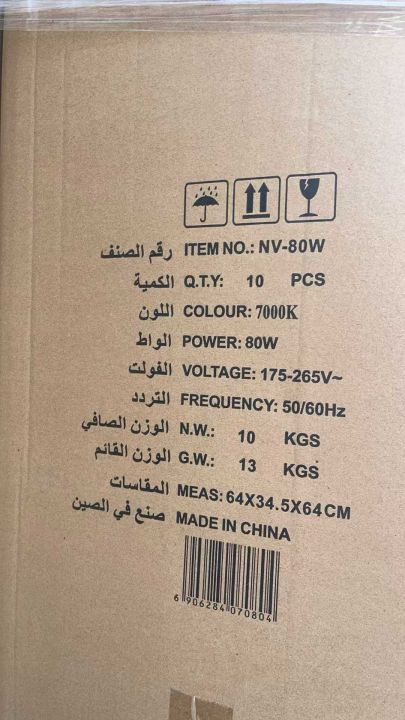 رقم الصنف ITEM NO.: NV-80W
الكمية Q.T.Y: 10 PCS
اللون COLOUR: 7000K
الواط POWER: 80W
الفولت VOLTAGE: 175-265V~
التردد FREQUENCY: 50/60Hz
الوزن الصافي N.W.: 10 KGS
الوزن القائم G.W.: 13 KGS
المقاسات MEAS: 64X34.5X64CM
صنع في الصين MADE IN CHINA
6 906284 070804